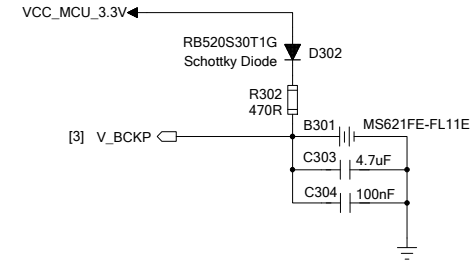 VCC_MCU_3.3V
RB520S30T1G
Schottky Diode
D302
R302
470R
[3] V_BCKP
B301
MS621FE-FL11E
C303
4.7uF
C304
100nF